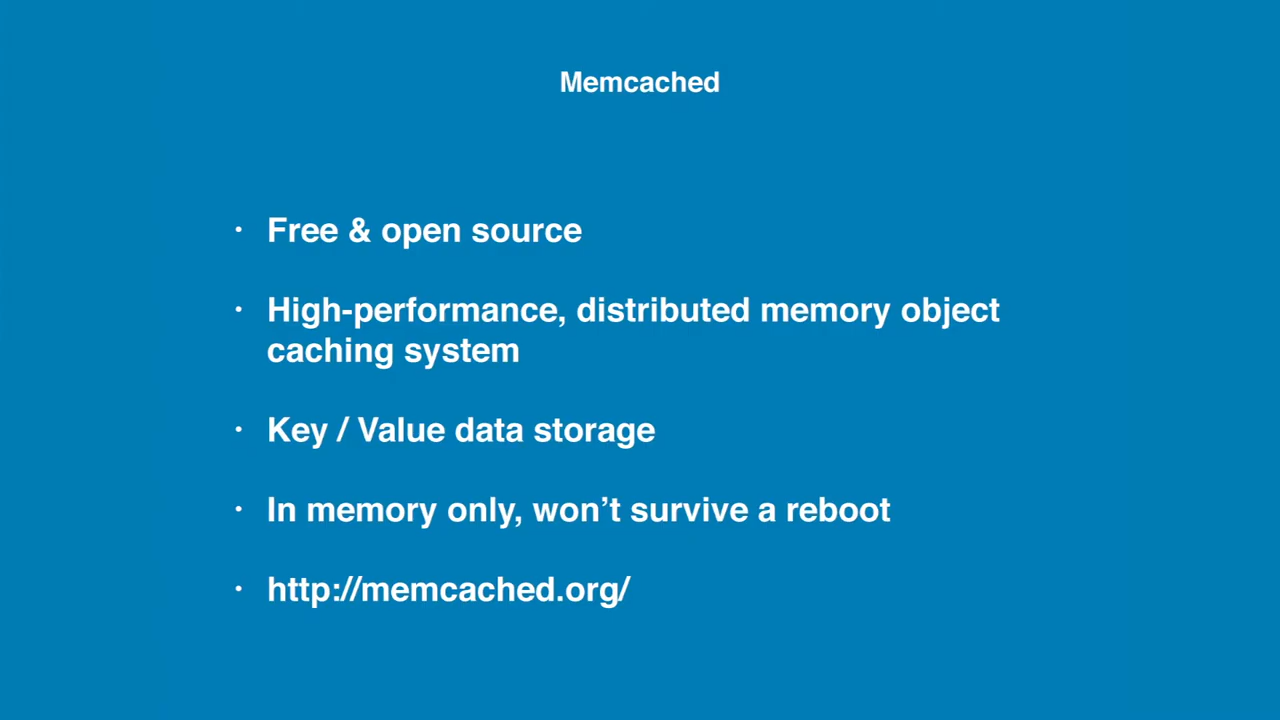 Memcached
· Free & open source
· High-performance, distributed memory object
caching system
· Key / Value data storage
· In memory only, won’t survive a reboot
· http://memcached.org/